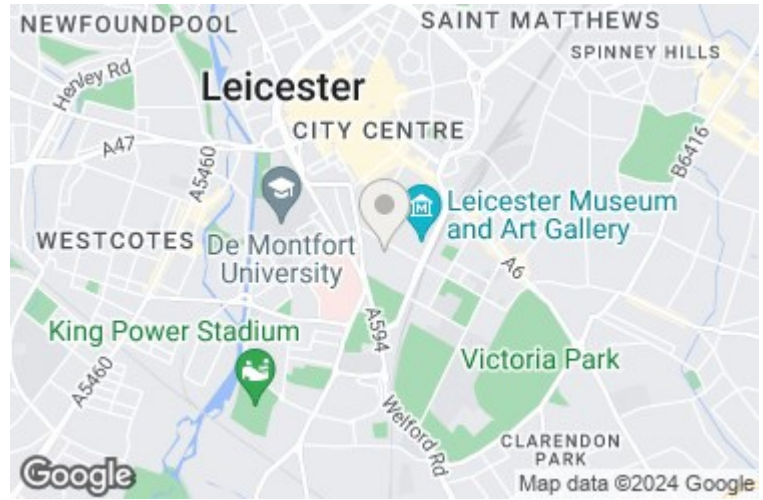 NEWFOUNDPOOL
SAINT MATTHEWS
SPINNEY HILLS
Henley Rd
Leicester
CITY CENTRE
A47
A5460
B6416
Leicester Museum
and Art Gallery
WESTCOTES
De Montfort
University
A6
King Power Stadium
A594
Victoria Park
A5460
Welford Rd
CLARENDON
PARK
Google
Map data ©2024 Google